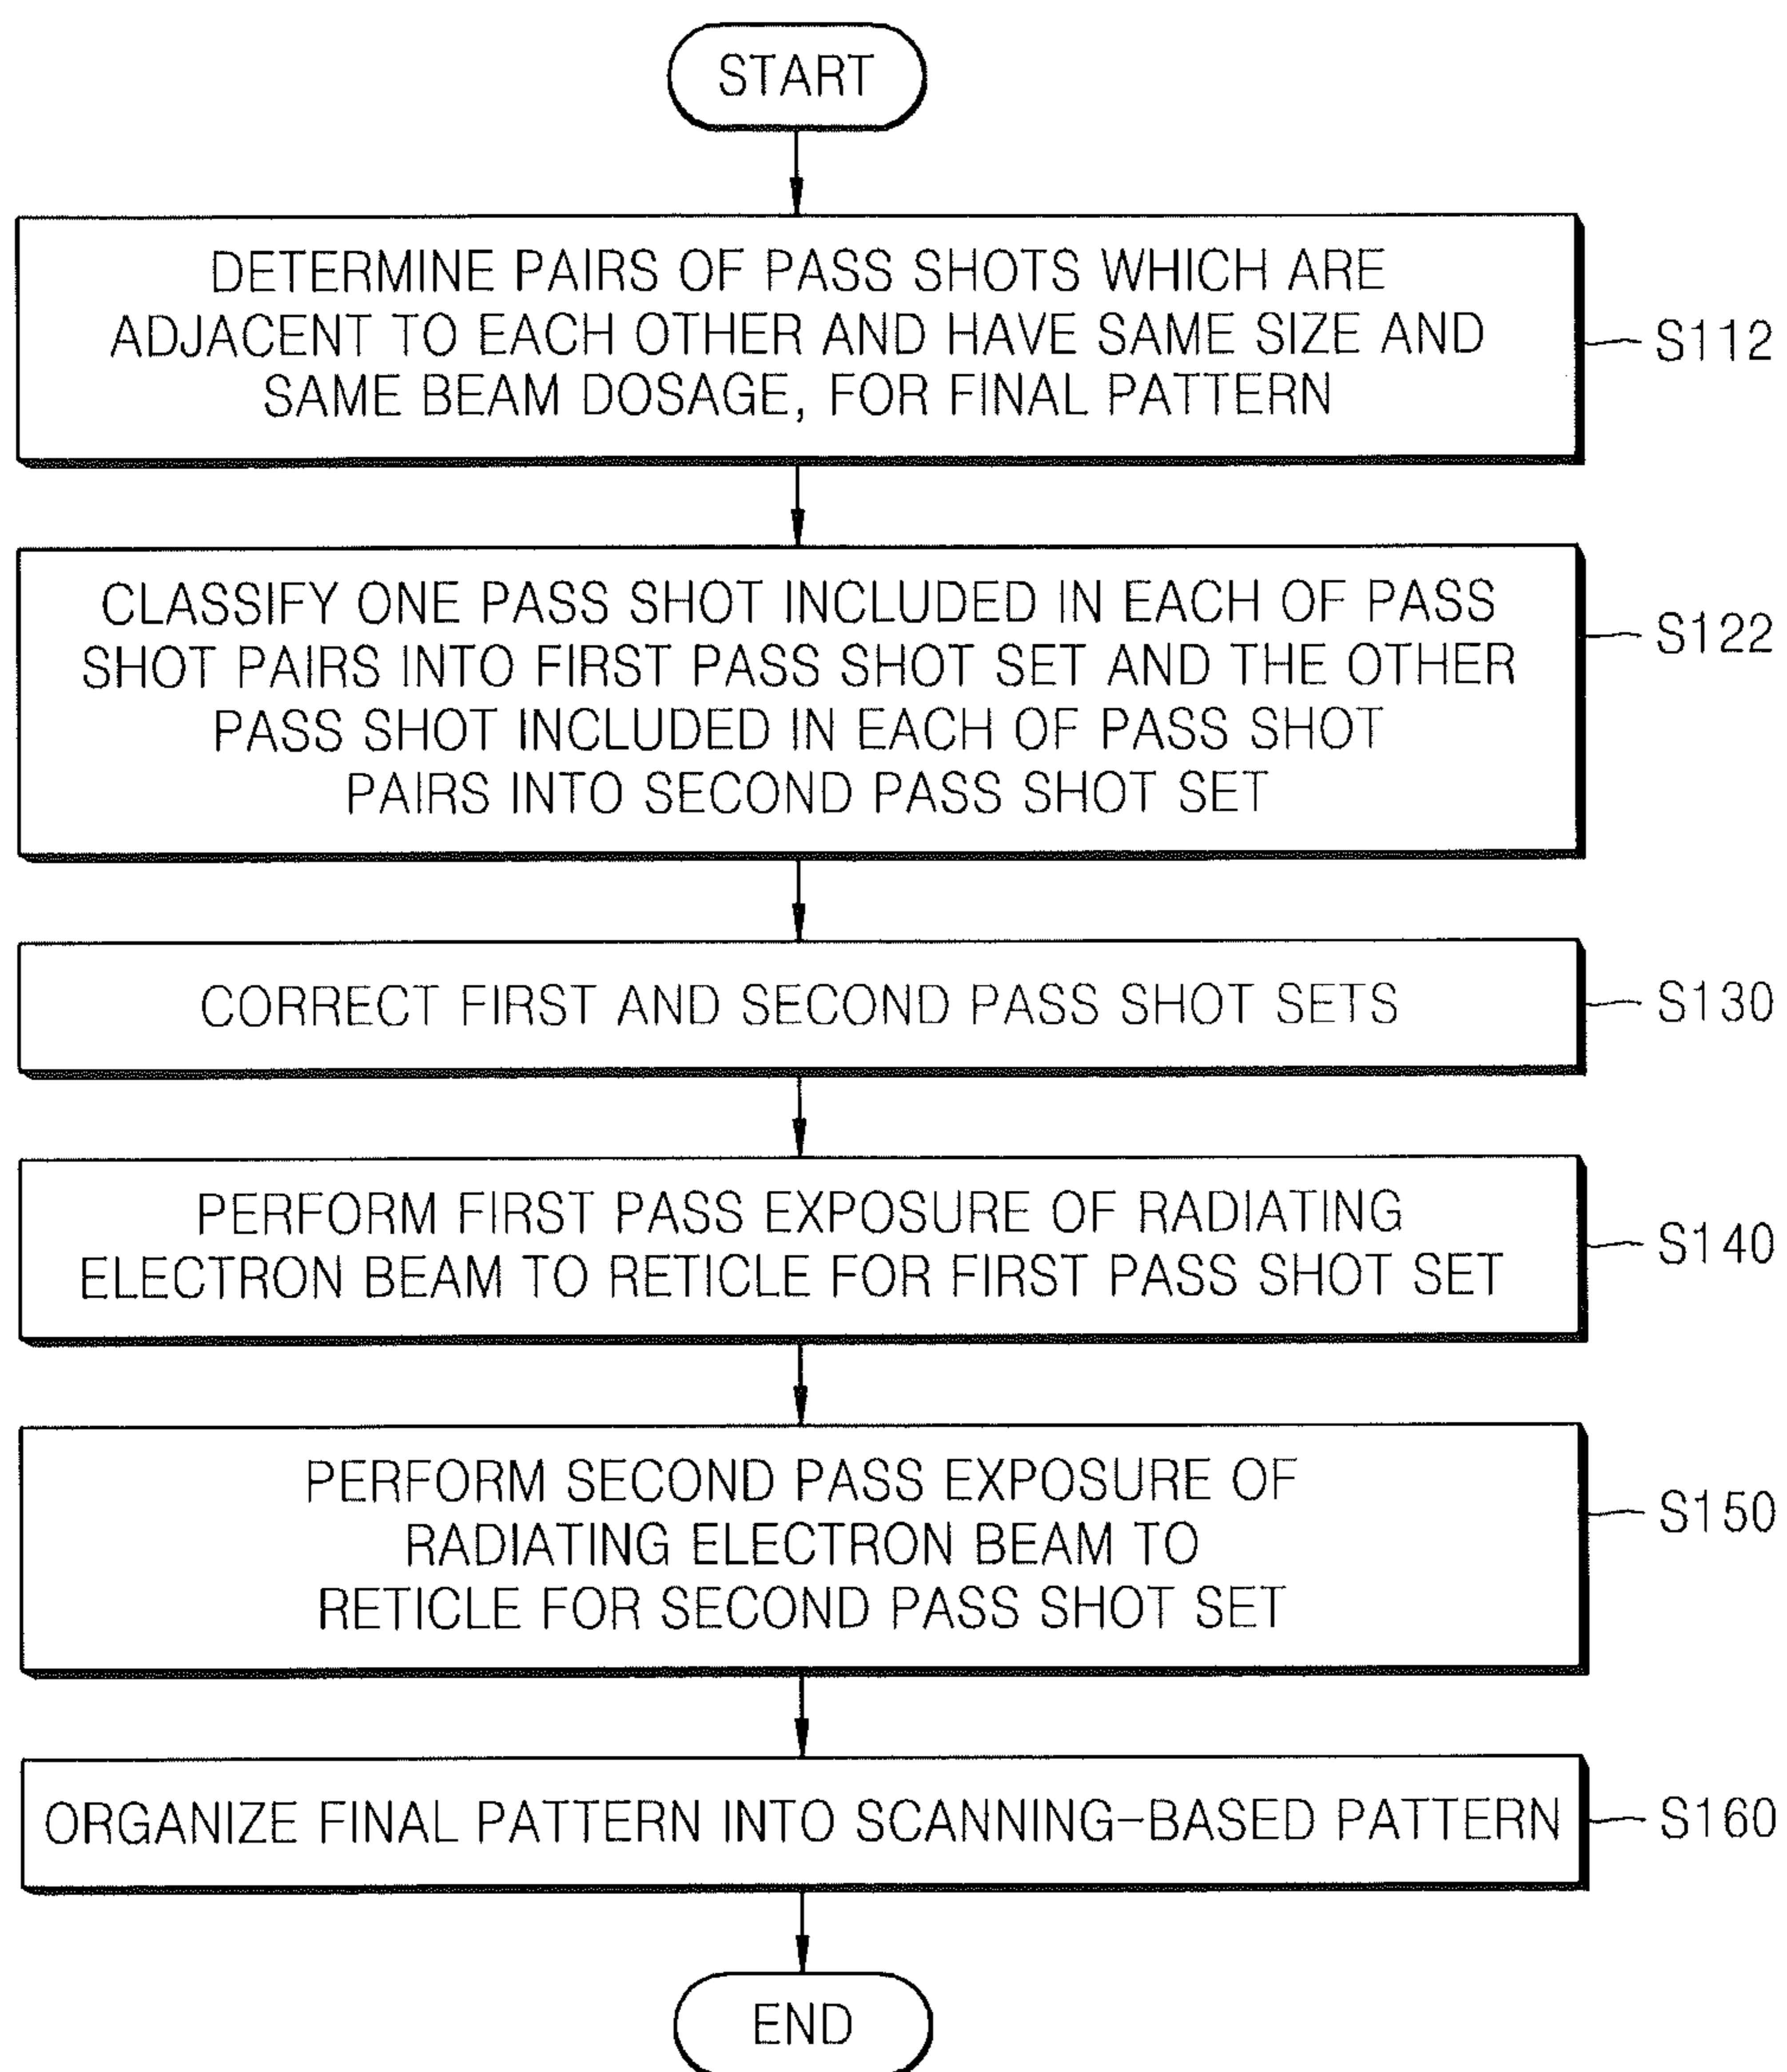 START
DETERMINE PAIRS OF PASS SHOTS WHICH ARE
ADJACENT TO EACH OTHER AND HAVE SAME SIZE AND
SAME BEAM DOSAGE, FOR FINAL PATTERN
S112
CLASSIFY ONE PASS SHOT INCLUDED IN EACH OF PASS
SHOT PAIRS INTO FIRST PASS SHOT SET AND THE OTHER
PASS SHOT INCLUDED IN EACH OF PASS SHOT
PAIRS INTO SECOND PASS SHOT SET
S122
CORRECT FIRST AND SECOND PASS SHOT SETS
S130
PERFORM FIRST PASS EXPOSURE OF RADIATING
ELECTRON BEAM TO RETICLE FOR FIRST PASS SHOT SET
S140
PERFORM SECOND PASS EXPOSURE OF
RADIATING ELECTRON BEAM TO
RETICLE FOR SECOND PASS SHOT SET
S150
ORGANIZE FINAL PATTERN INTO SCANNING-BASED PATTERN
S160
END